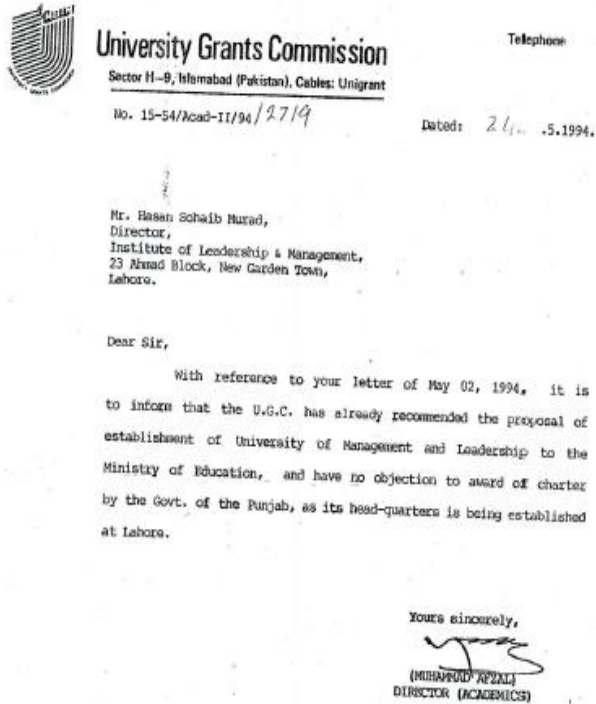 University Grants Commission
Telephone
Sector H-9, Islamabad (Pakistan), Cables: Unigrant
No. 15-54/Acad-II/94/2719
Dated: .5.1994.
Mr. Hasan Sohaib Murad,
Director,
Institute of Leadership & Management,
23 Ahmad Block, New Garden Town,
Lahore.
Dear Sir,
With reference to your letter of May 02, 1994, it is
to inform that the U.G.C. has already recommended the proposal of
establishment of University of Management and Leadership to the
Ministry of Education, and have no objection to award of charter
by the Govt. of the Punjab, as its head-quarters is being established
at Lahore.
Yours sincerely,
(MUHAMMAD AFZAL)
DIRECTOR (ACADEMICS)